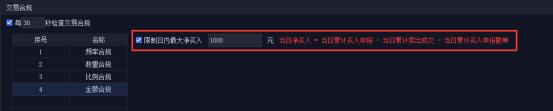 交易合规
每30秒检查交易合规
序号 名称
1 频率合规
2 数量合规
3 比例合规
4 金额合规
限制日内最大净买入 1000 元 当日净买入 = 当日累计买入申报 - 当日累计卖出成交 - 当日累计买入申报撤单